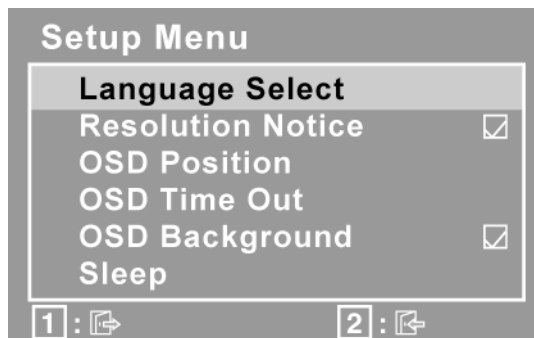 Setup Menu
Language Select
Resolution Notice
OSD Position
OSD Time Out
OSD Background
Sleep
1 : 2 :